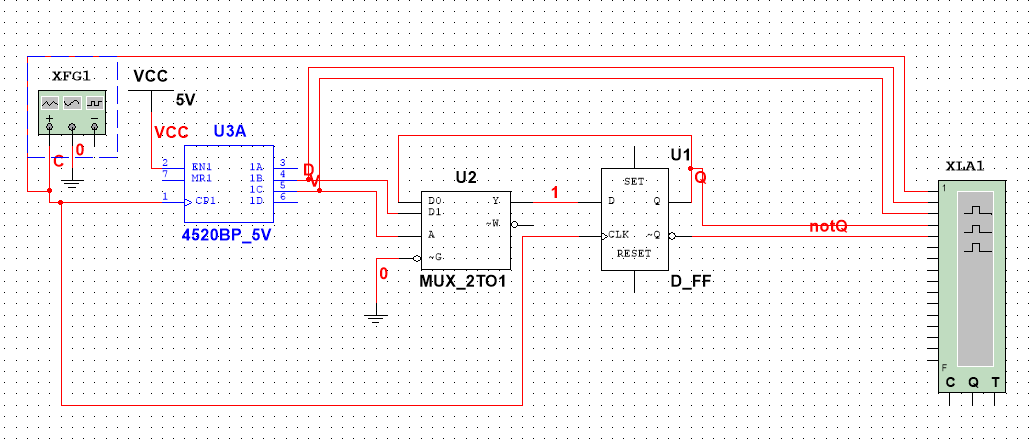 XFG1
VCC
5V
VCC
U3A
C
0
2
EN1
1A
3
D
7
MR1
1B
4
V
1C
5
1
CP1
1D
6
4520BP_5V
U2
D0
Y
D1
~W
A
~G
0
MUX_2TO1
1
U1
SET
D
Q
CLK
~Q
RESET
D_FF
Q
notQ
XLA1
1
F
C Q T